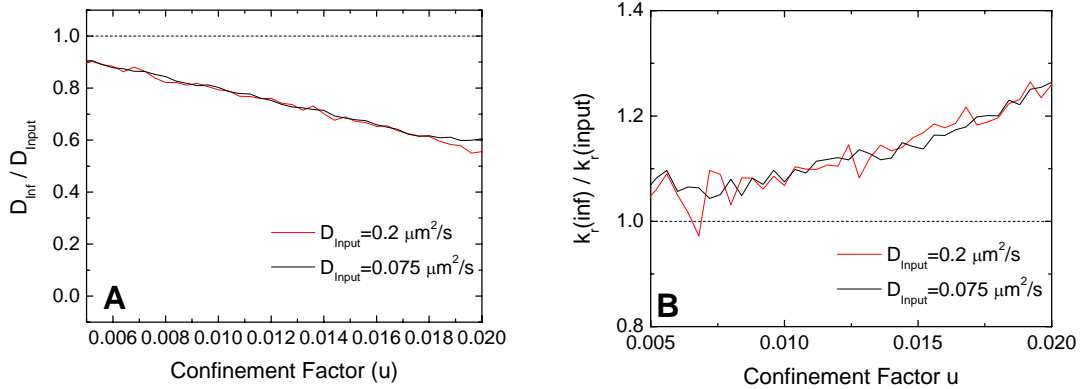 1.0
0.8
0.6
0.4
0.2
0.0
D_Inf / D_Input
D_Input=0.2 μm²/s
D_Input=0.075 μm²/s
A
0.006 0.008 0.010 0.012 0.014 0.016 0.018 0.020
Confinement Factor (u)
1.4
1.2
1.0
0.8
k_r(inf) / k_r(input)
D_Input=0.2 μm²/s
D_Input=0.075 μm²/s
B
0.005 0.010 0.015 0.020
Confinement Factor u